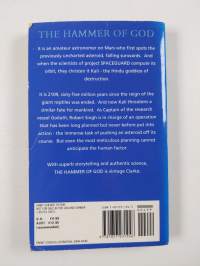 THE HAMMER OF GOD
It is an amateur astronomer on Mars who first spots the
previously uncharted asteroid, falling sunwards. And
when the scientists of project SPACEGUARD compute its
orbit, they christen it Kali - the Hindu goddess of
destruction.
It is 2109, sixty five million years since the reign of the
giant reptiles was ended. And now Kali threatens a
similar fate for mankind. As Captain of the research
vessel Goliath, Robert Singh is in charge of an operation
that has been long planned but never before put into
action - the immense task of pushing an asteroid off its
course. But even the most meticulous planning cannot
anticipate the human factor.
With superb storytelling and authentic science,
THE HAMMER OF GOD is vintage Clarke.